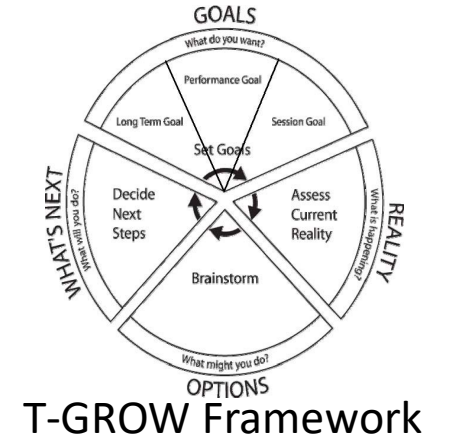 GOALS
What do you want?
Performance Goal
Long Term Goal
Session Goal
Set Goals
WHAT'S NEXT
What will you do?
Decide
Next
Steps
Assess
Current
Reality
What is happening?
REALITY
Brainstorm
What might you do?
OPTIONS
T-GROW Framework